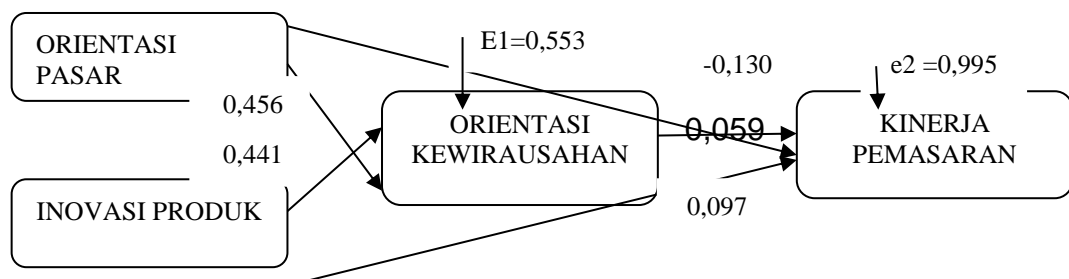 ORIENTASI
PASAR
E1=0,553
-0,130
e2 =0,995
0,456
ORIENTASI
KEWIRAUSAHAN
0,059
KINERJA
PEMASARAN
0,441
INOVASI PRODUK
0,097